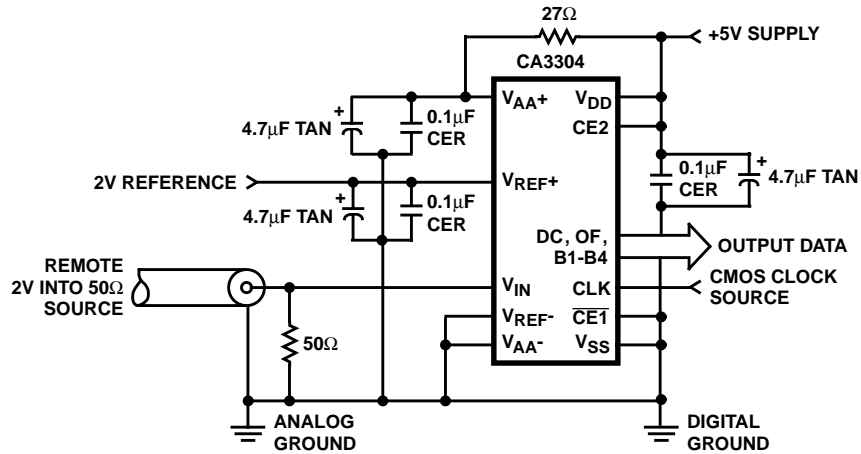 27Ω
+5V SUPPLY
CA3304
VAA+
VDD
4.7µF TAN
+
0.1µF
CER
CE2
2V REFERENCE
VREF+
0.1µF
CER
+
4.7µF TAN
4.7µF TAN
+
0.1µF
CER
DC, OF,
B1-B4
OUTPUT DATA
REMOTE
2V INTO 50Ω
SOURCE
VIN
CLK
CMOS CLOCK
SOURCE
50Ω
VREF-
CE1
VAA-
VSS
ANALOG
GROUND
DIGITAL
GROUND